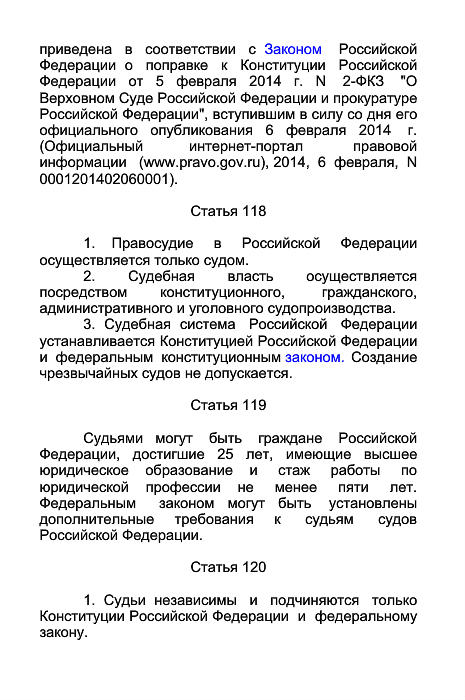 приведена в соответствии с Законом Российской
Федерации о поправке к Конституции Российской
Федерации от 5 февраля 2014 г. N 2-ФКЗ "О
Верховном Суде Российской Федерации и прокуратуре
Российской Федерации", вступившим в силу со дня его
официального опубликования 6 февраля 2014 г.
(Официальный интернет-портал правовой
информации (www.pravo.gov.ru), 2014, 6 февраля, N
0001201402060001).
Статья 118
1. Правосудие в Российской Федерации
осуществляется только судом.
2. Судебная власть осуществляется
посредством конституционного, гражданского,
административного и уголовного судопроизводства.
3. Судебная система Российской Федерации
устанавливается Конституцией Российской Федерации
и федеральным конституционным законом. Создание
чрезвычайных судов не допускается.
Статья 119
Судьями могут быть граждане Российской
Федерации, достигшие 25 лет, имеющие высшее
юридическое образование и стаж работы по
юридической профессии не менее пяти лет.
Федеральным законом могут быть установлены
дополнительные требования к судьям судов
Российской Федерации.
Статья 120
1. Судьи независимы и подчиняются только
Конституции Российской Федерации и федеральному
закону.